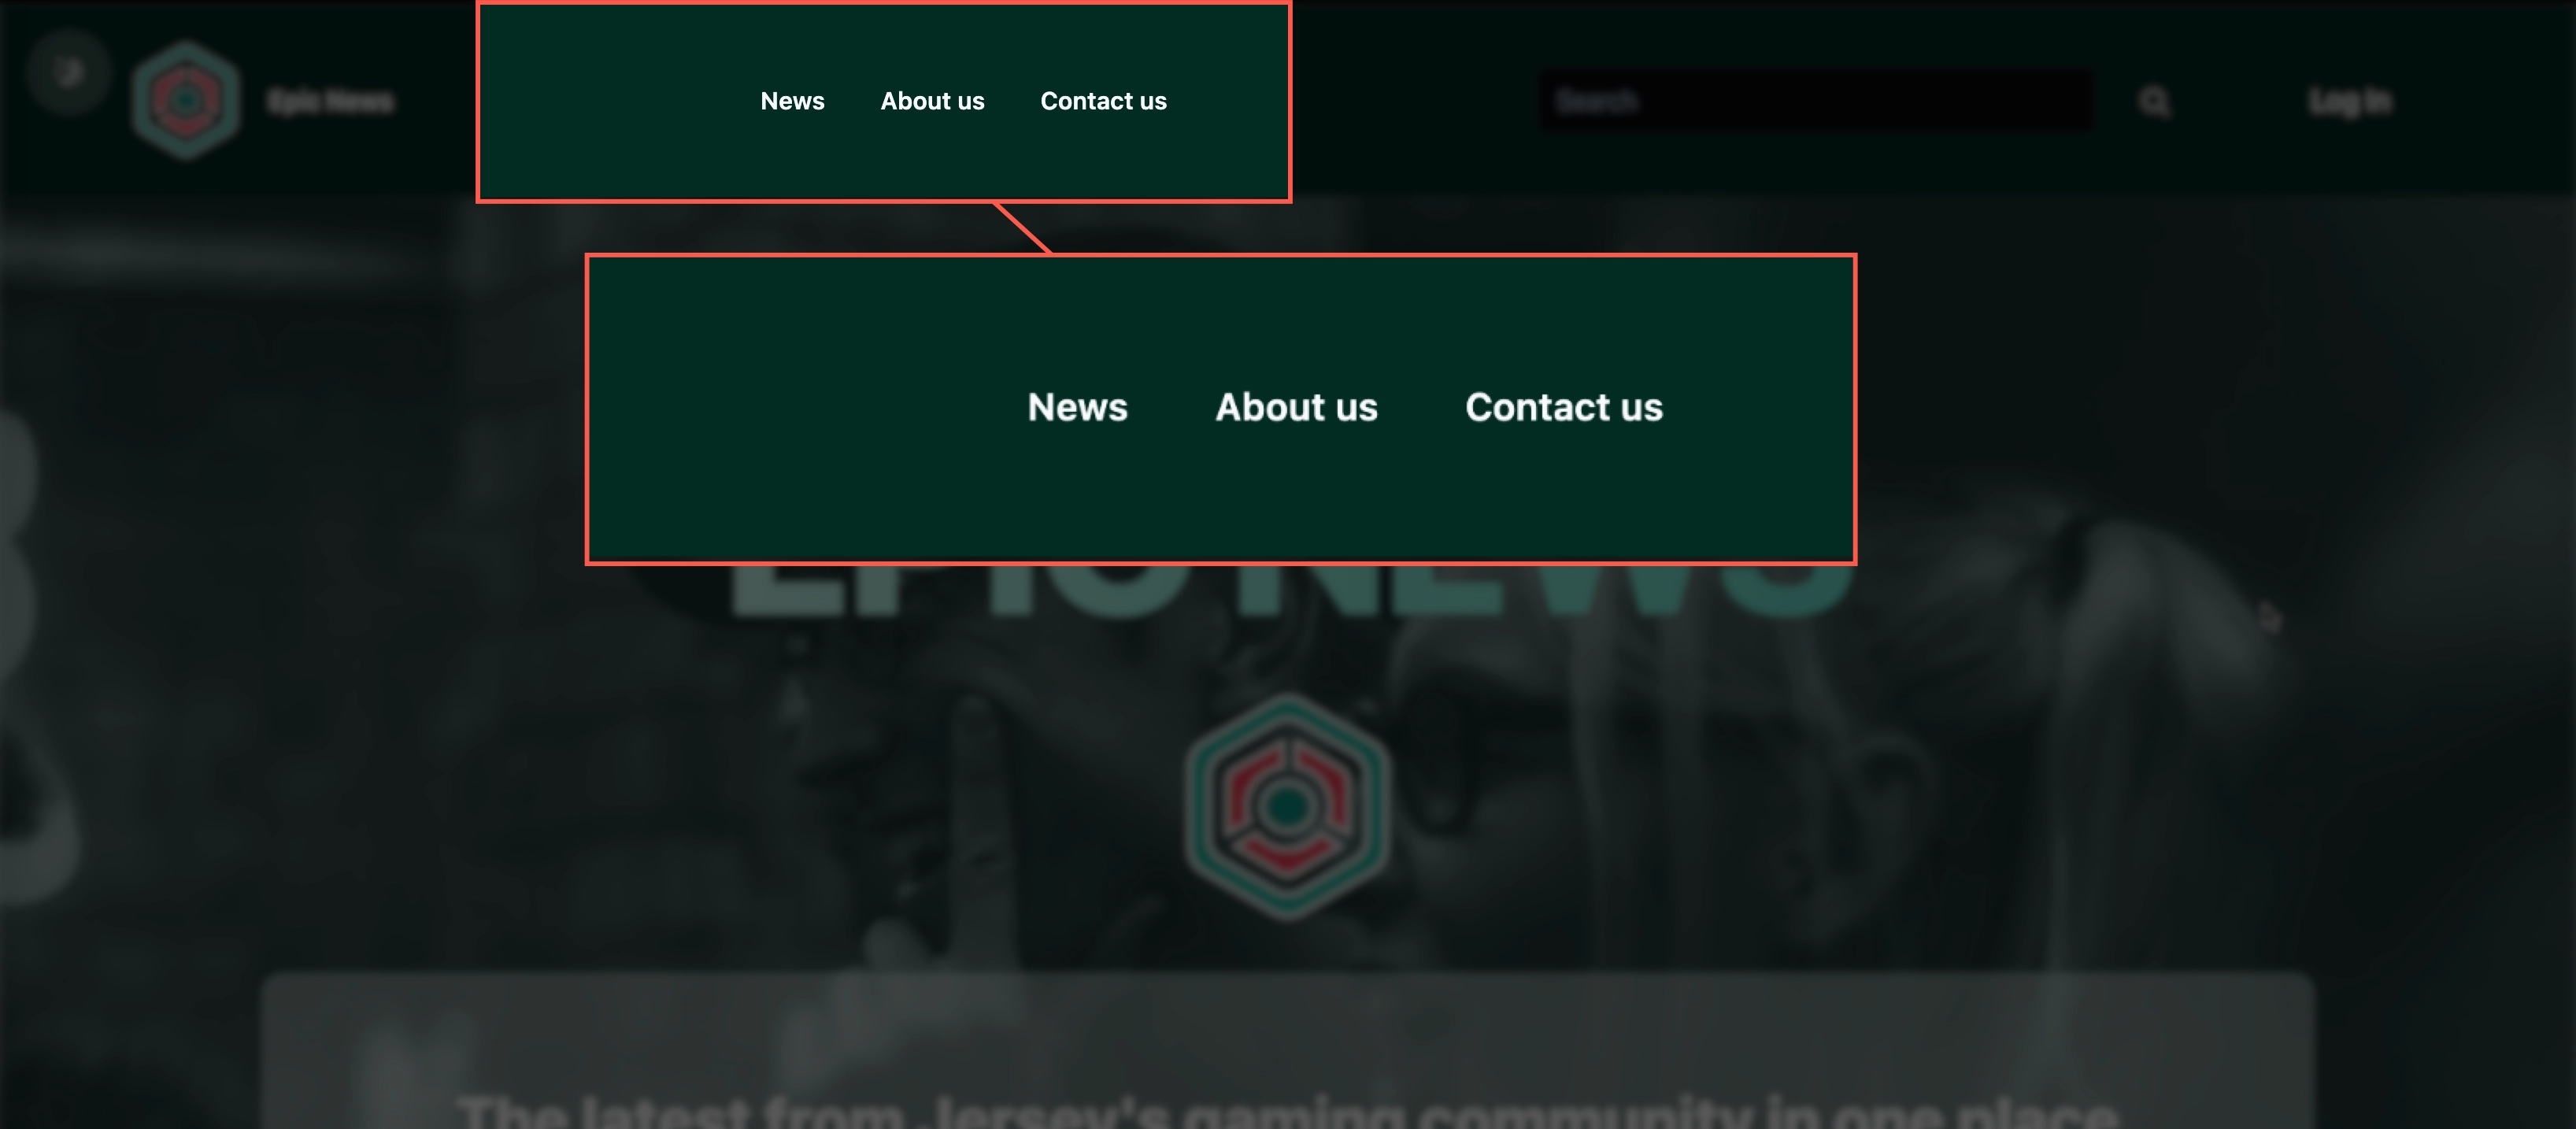 Epic News
News About us Contact us
Search
Log In
News About us Contact us
EPIC NEWS
The latest from Jersey's gaming community in one place